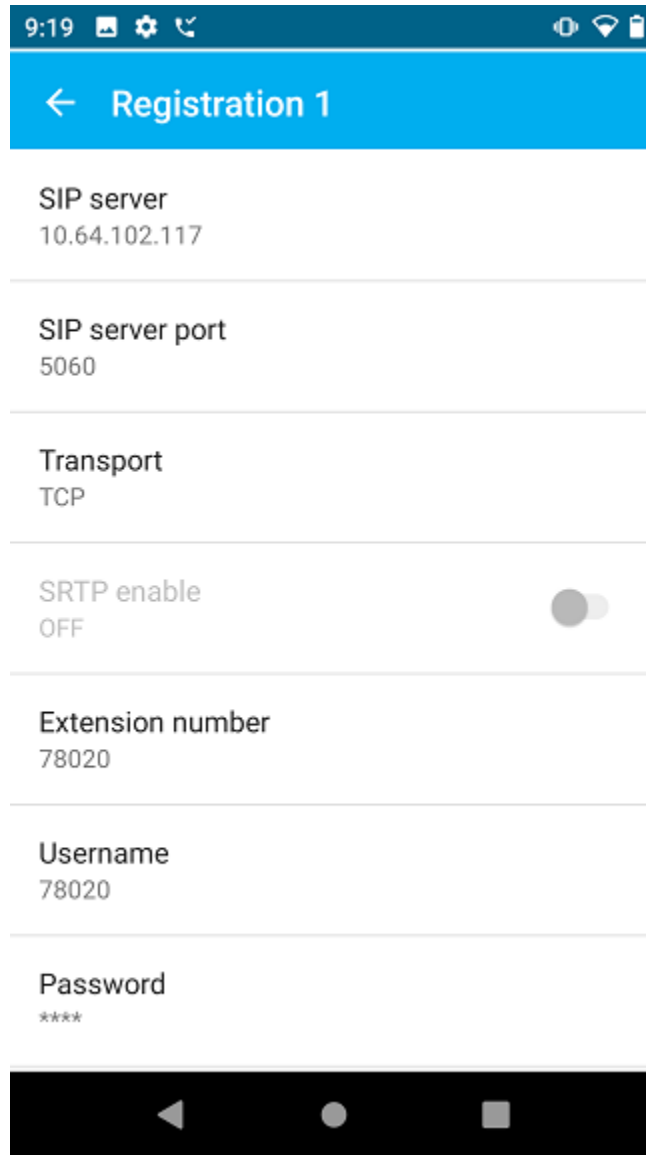 9:19
Registration 1
SIP server
10.64.102.117
SIP server port
5060
Transport
TCP
SRTP enable
OFF
Extension number
78020
Username
78020
Password
****